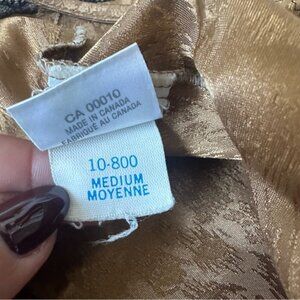 CA 00010
MADE IN CANADA
FABRIQUÉ AU CANADA
10-800
MEDIUM
MOYENNE